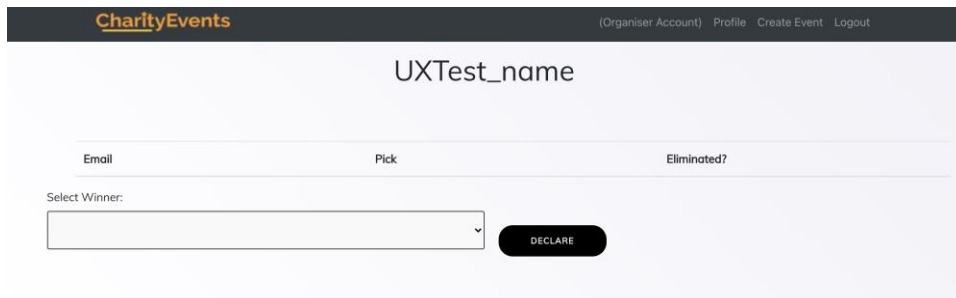 CharityEvents (Organiser Account) Profile Create Event Logout
UXTest_name
Email Pick Eliminated?
Select Winner:
DECLARE